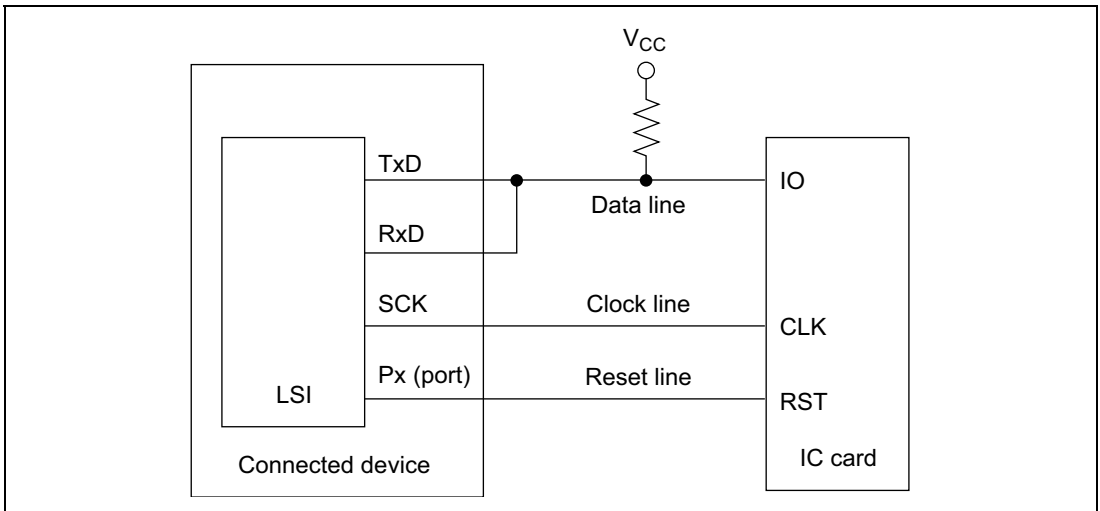 VCC
TxD
IO
Data line
RxD
SCK
Clock line
CLK
Px (port)
Reset line
RST
LSI
IC card
Connected device